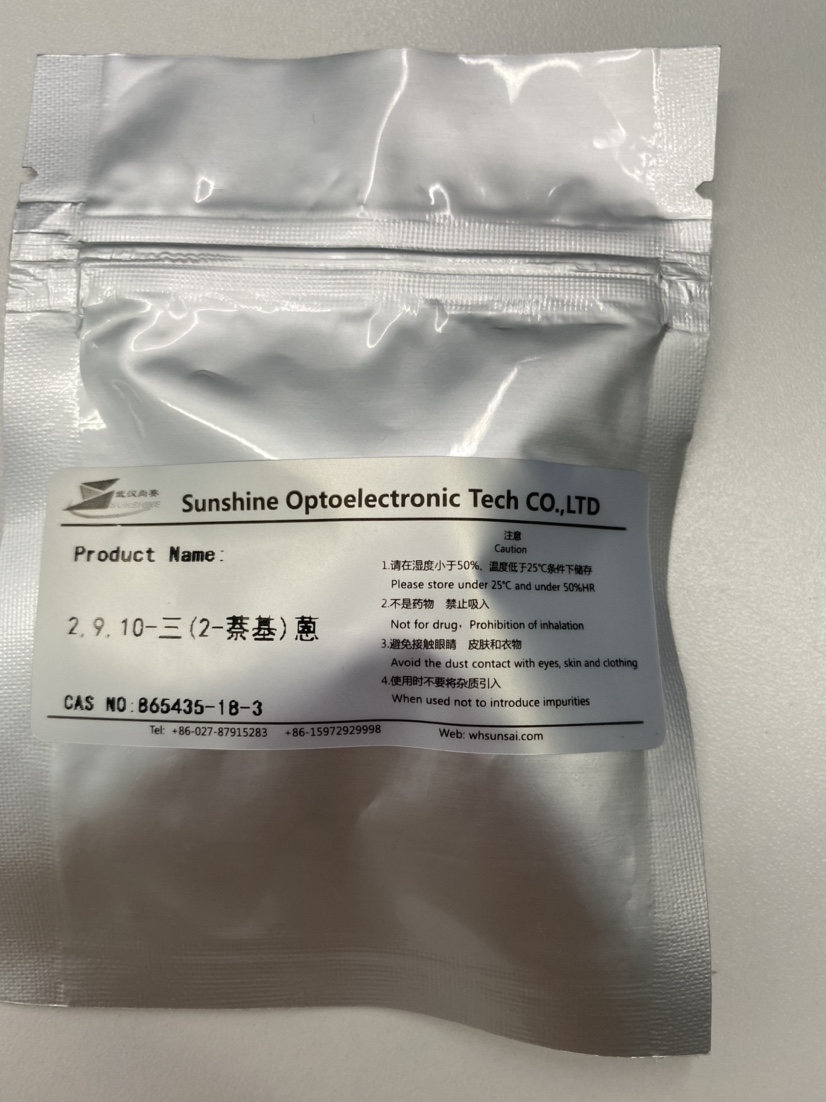 武汉尚赛
SUNSHINE
Sunshine Optoelectronic Tech CO.,LTD
Product Name:
2,9,10-三(2-萘基)蒽
CAS NO:865435-18-3
注意
Caution
1.请在湿度小于50%、温度低于25℃条件下储存
Please store under 25℃ and under 50%HR
2.不是药物 禁止吸入
Not for drug, Prohibition of inhalation
3.避免接触眼睛 皮肤和衣物
Avoid the dust contact with eyes, skin and clothing
4.使用时不要将杂质引入
When used not to introduce impurities
Tel: +86-027-87915283 +86-15972929998 Web: whsunsai.com